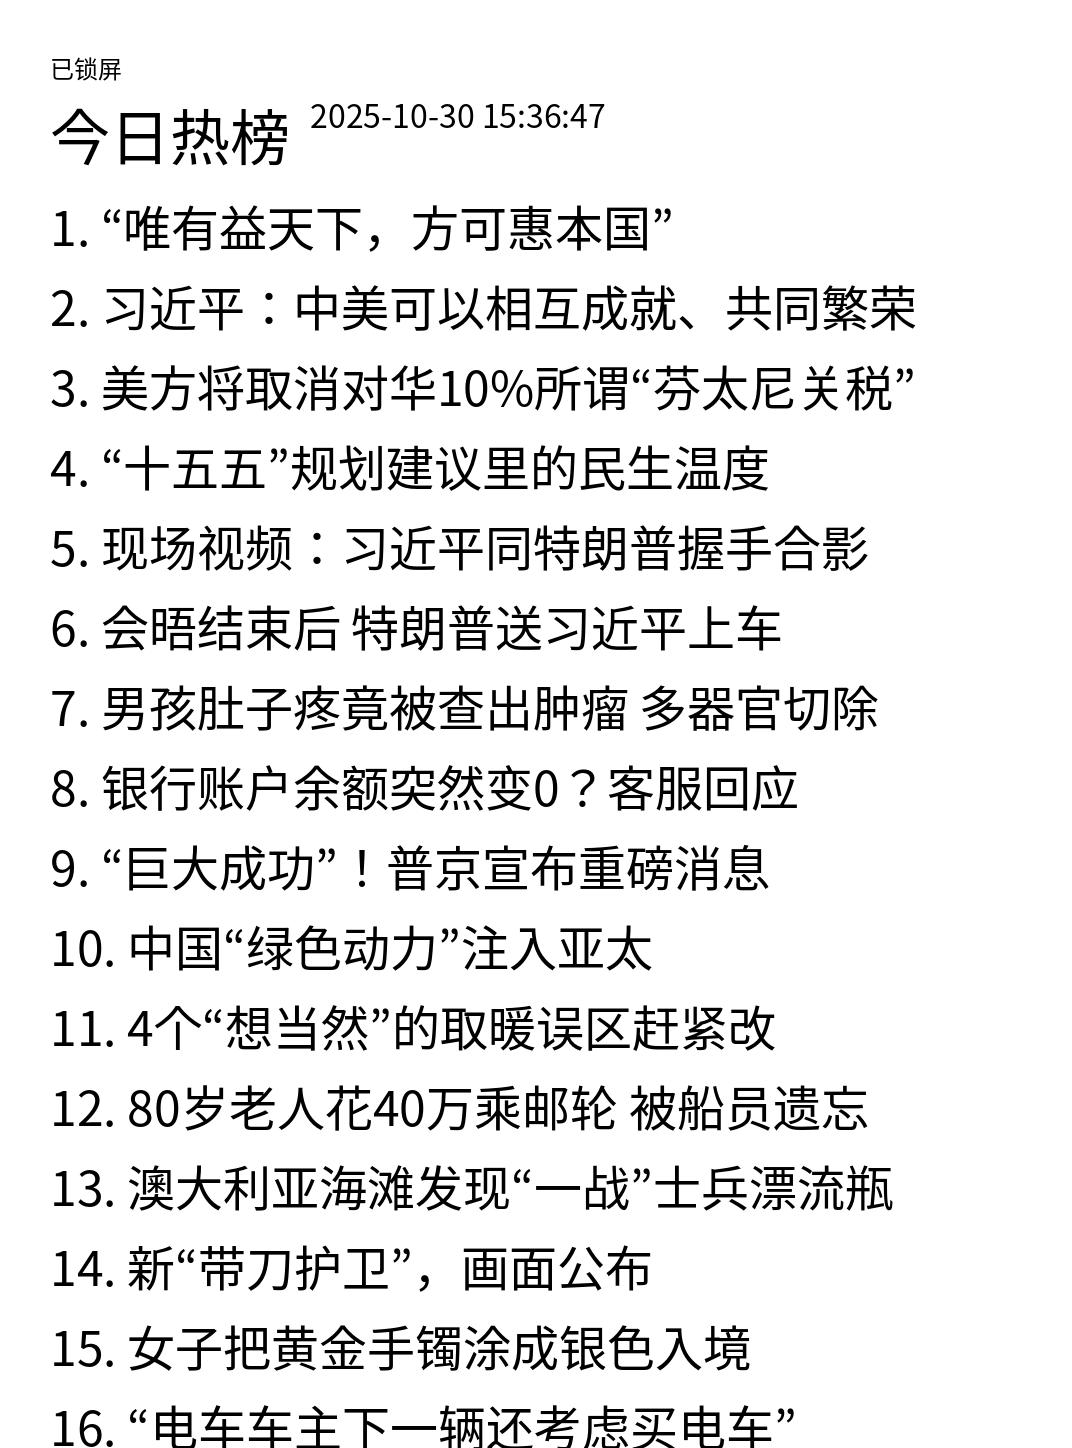 已锁屏
今日热榜 2025-10-30 15:36:47
1. “唯有益天下，方可惠本国”
2. 习近平：中美可以相互成就、共同繁荣
3. 美方将取消对华10%所谓“芬太尼关税”
4. “十五五”规划建议里的民生温度
5. 现场视频：习近平同特朗普握手合影
6. 会晤结束后 特朗普送习近平上车
7. 男孩肚子疼竟被查出肿瘤 多器官切除
8. 银行账户余额突然变0？客服回应
9. “巨大成功”！普京宣布重磅消息
10. 中国“绿色动力”注入亚太
11. 4个“想当然”的取暖误区赶紧改
12. 80岁老人花40万乘邮轮 被船员遗忘
13. 澳大利亚海滩发现“一战”士兵漂流瓶
14. 新“带刀护卫”，画面公布
15. 女子把黄金手镯涂成银色入境
16. “电车车主下一辆还考虑买电车”